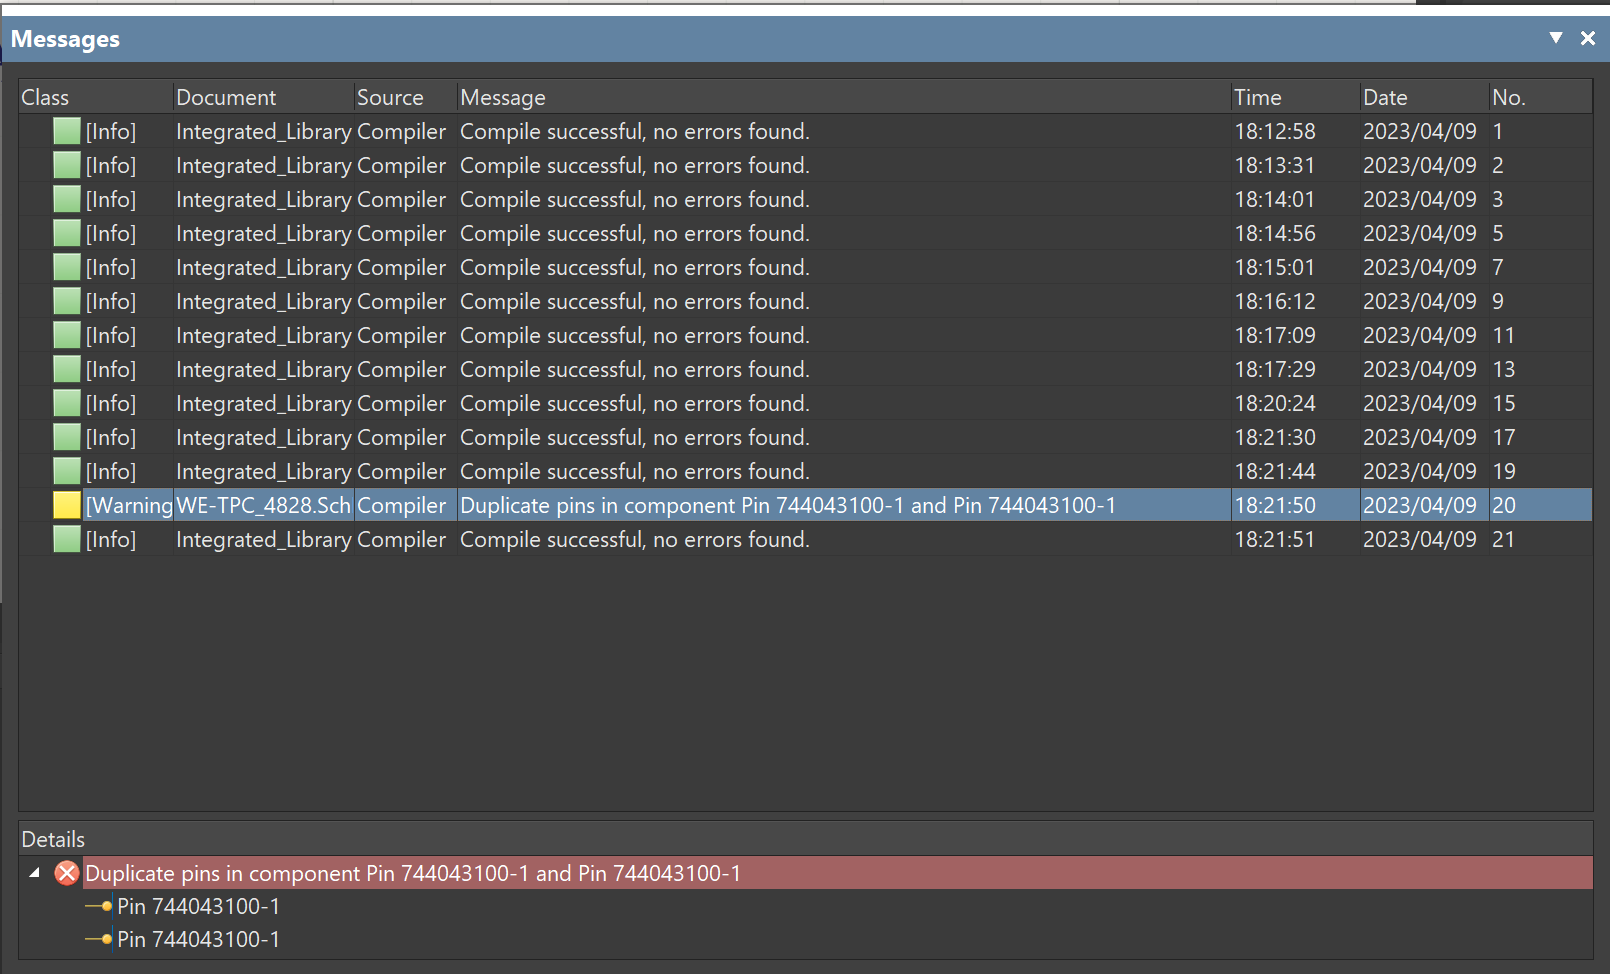 Messages
Class Document Source Message Time Date No.
[Info] Integrated_Library Compiler Compile successful, no errors found. 18:12:58 2023/04/09 1
[Info] Integrated_Library Compiler Compile successful, no errors found. 18:13:31 2023/04/09 2
[Info] Integrated_Library Compiler Compile successful, no errors found. 18:14:01 2023/04/09 3
[Info] Integrated_Library Compiler Compile successful, no errors found. 18:14:56 2023/04/09 5
[Info] Integrated_Library Compiler Compile successful, no errors found. 18:15:01 2023/04/09 7
[Info] Integrated_Library Compiler Compile successful, no errors found. 18:16:12 2023/04/09 9
[Info] Integrated_Library Compiler Compile successful, no errors found. 18:17:09 2023/04/09 11
[Info] Integrated_Library Compiler Compile successful, no errors found. 18:17:29 2023/04/09 13
[Info] Integrated_Library Compiler Compile successful, no errors found. 18:20:24 2023/04/09 15
[Info] Integrated_Library Compiler Compile successful, no errors found. 18:21:30 2023/04/09 17
[Info] Integrated_Library Compiler Compile successful, no errors found. 18:21:44 2023/04/09 19
[Warning WE-TPC_4828.Sch Compiler Duplicate pins in component Pin 744043100-1 and Pin 744043100-1 18:21:50 2023/04/09 20
[Info] Integrated_Library Compiler Compile successful, no errors found. 18:21:51 2023/04/09 21
Details
Duplicate pins in component Pin 744043100-1 and Pin 744043100-1
Pin 744043100-1
Pin 744043100-1